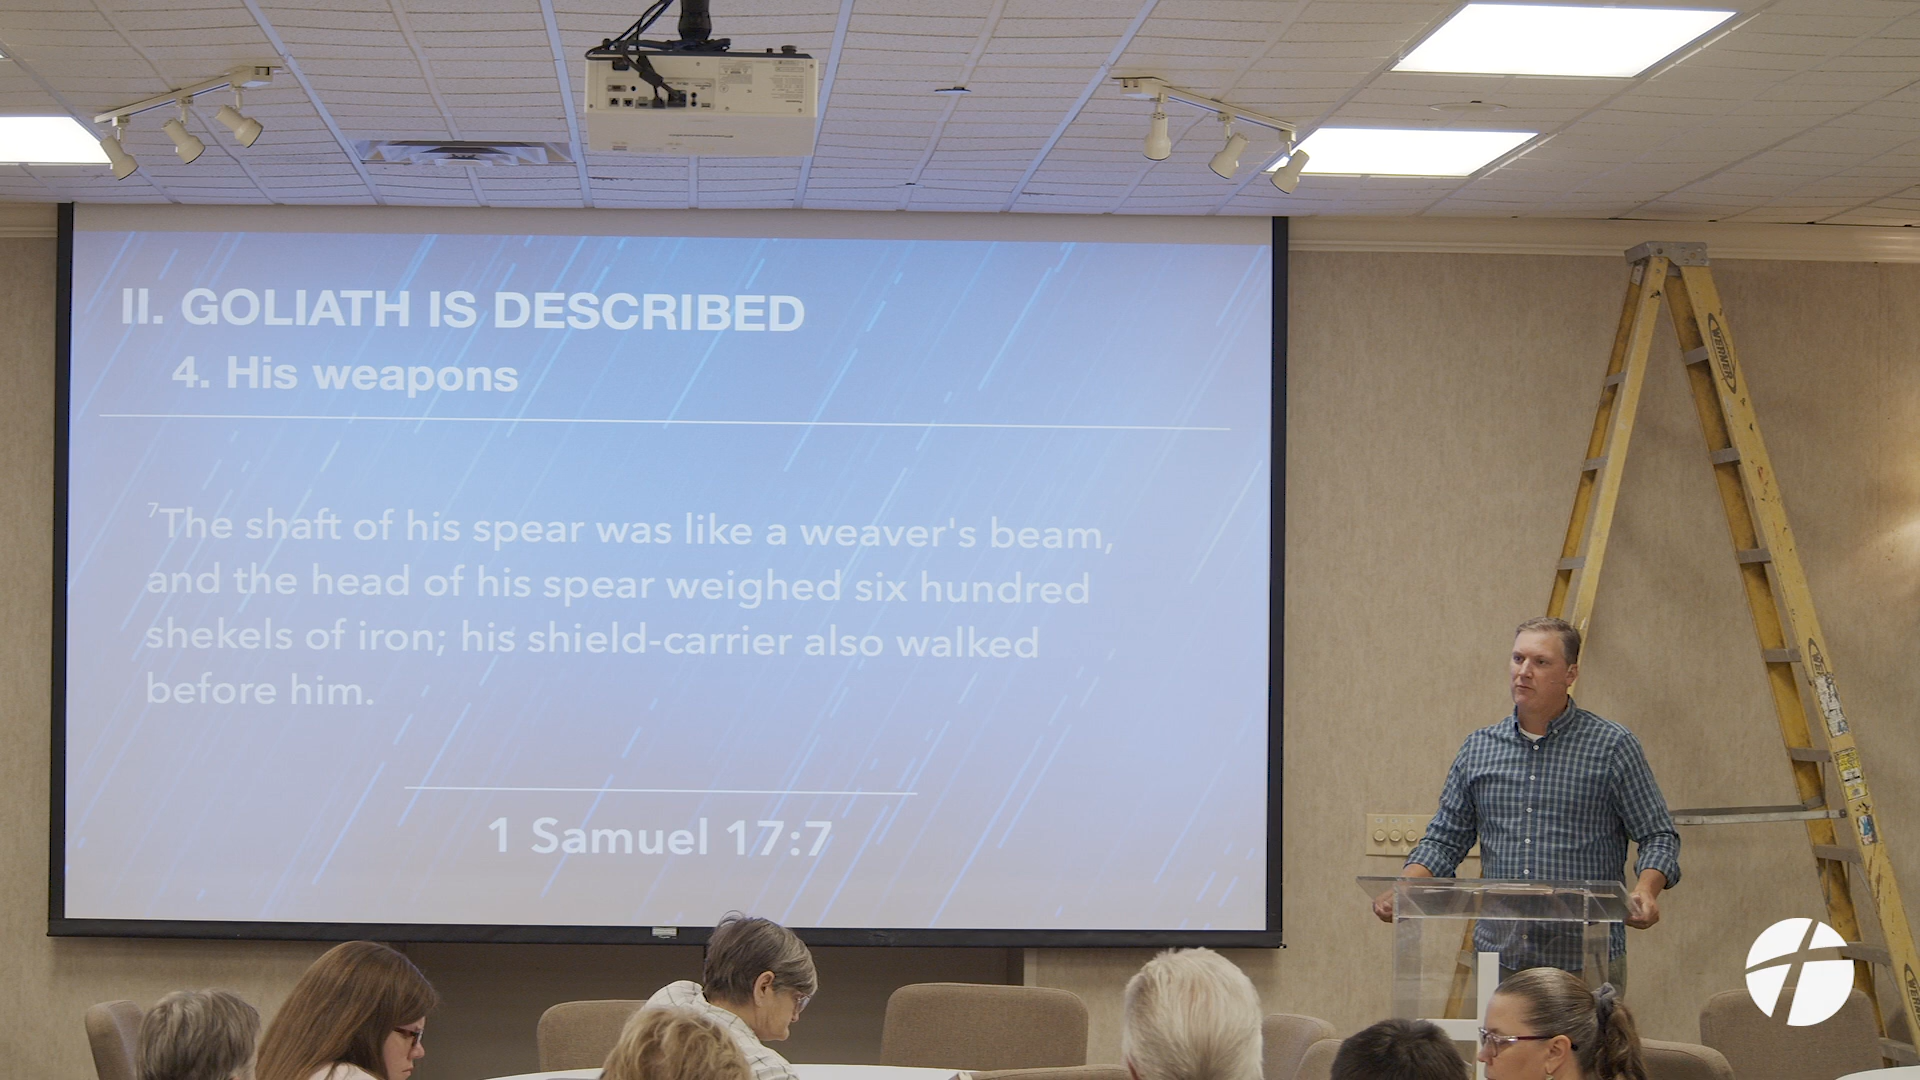 II. GOLIATH IS DESCRIBED
4. His weapons
7The shaft of his spear was like a weaver's beam,
and the head of his spear weighed six hundred
shekels of iron; his shield-carrier also walked
before him.
1 Samuel 17:7
WERNER